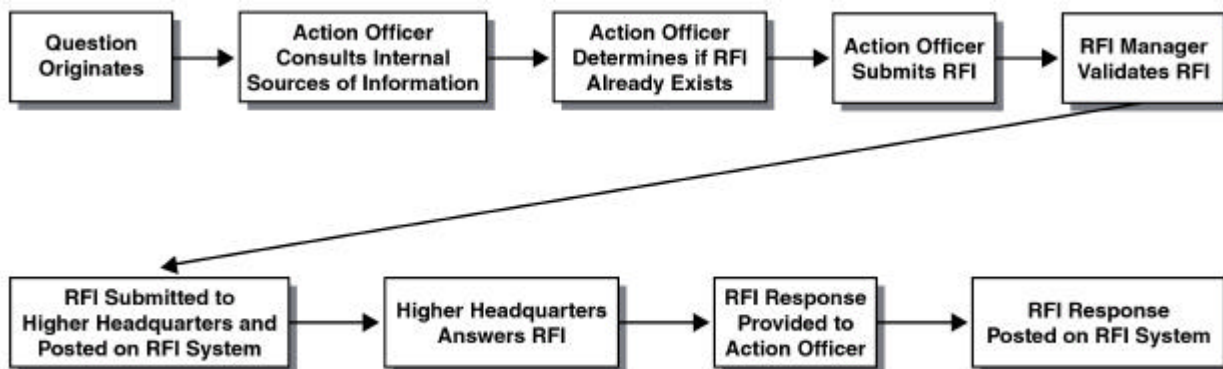 Question
Originates
Action Officer
Consults Internal
Sources of Information
Action Officer
Determines if RFI
Already Exists
Action Officer
Submits RFI
RFI Manager
Validates RFI
RFI Submitted to
Higher Headquarters and
Posted on RFI System
Higher Headquarters
Answers RFI
RFI Response
Provided to
Action Officer
RFI Response
Posted on RFI System